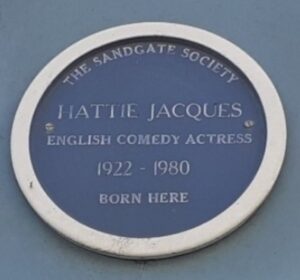 THE SANDGATE SOCIETY
HATTIE JACQUES
ENGLISH COMEDY ACTRESS
1922 - 1980
BORN HERE